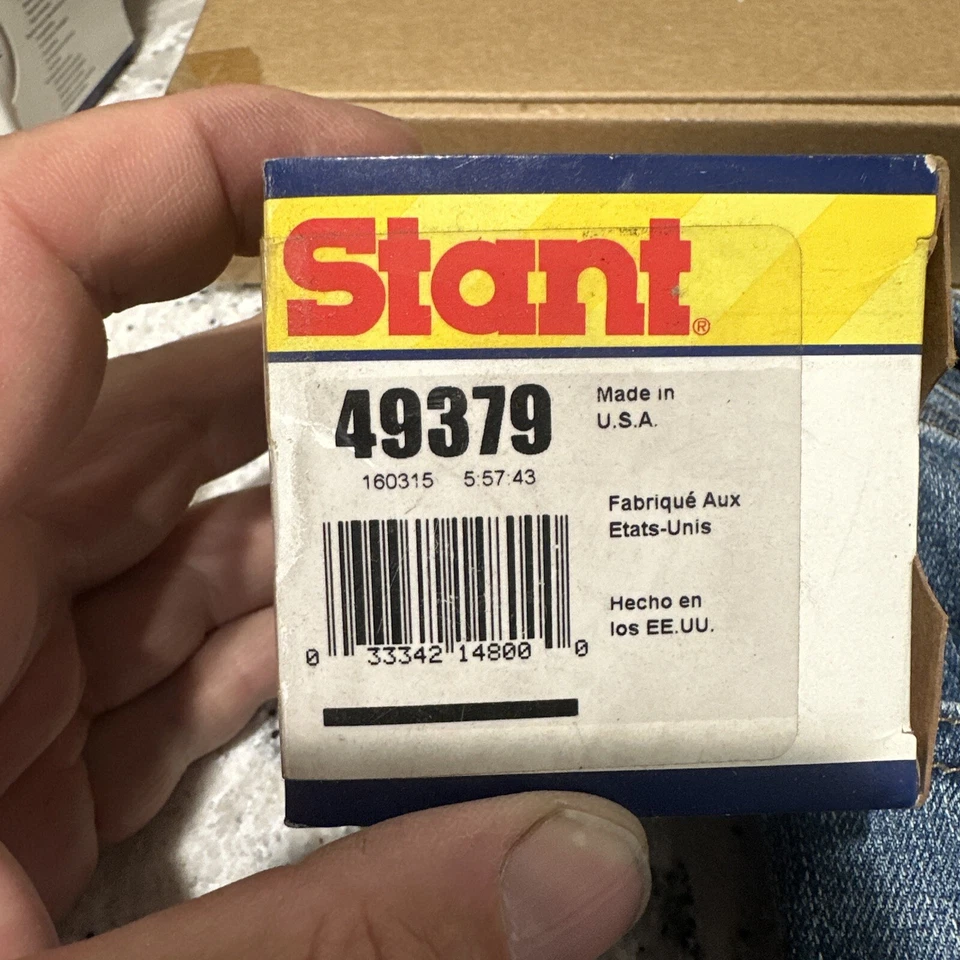 Stant®
49379
160315 5:57:43
Made in
U.S.A.
Fabriqué Aux
Etats-Unis
Hecho en
los EE.UU.
0 33342 14800 0